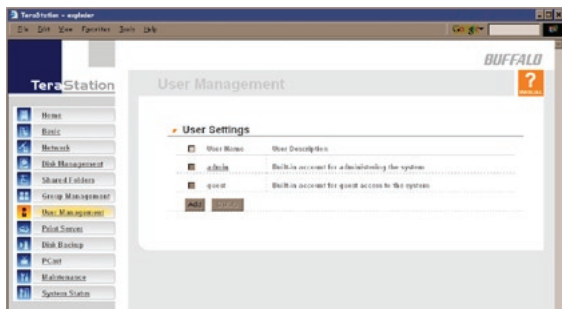 TeraStation - explorer
File Edit View Favorites Tools Help
Google
BUFFALO
TeraStation
User Management
?
Home
Basic
Network
Disk Management
Shared Folders
Group Management
User Management
Print Server
Disk Backup
PCast
Maintenance
System Status
User Settings
User Name User Description
admin Built-in account for administering the system
guest Built-in account for guest access to the system
Add